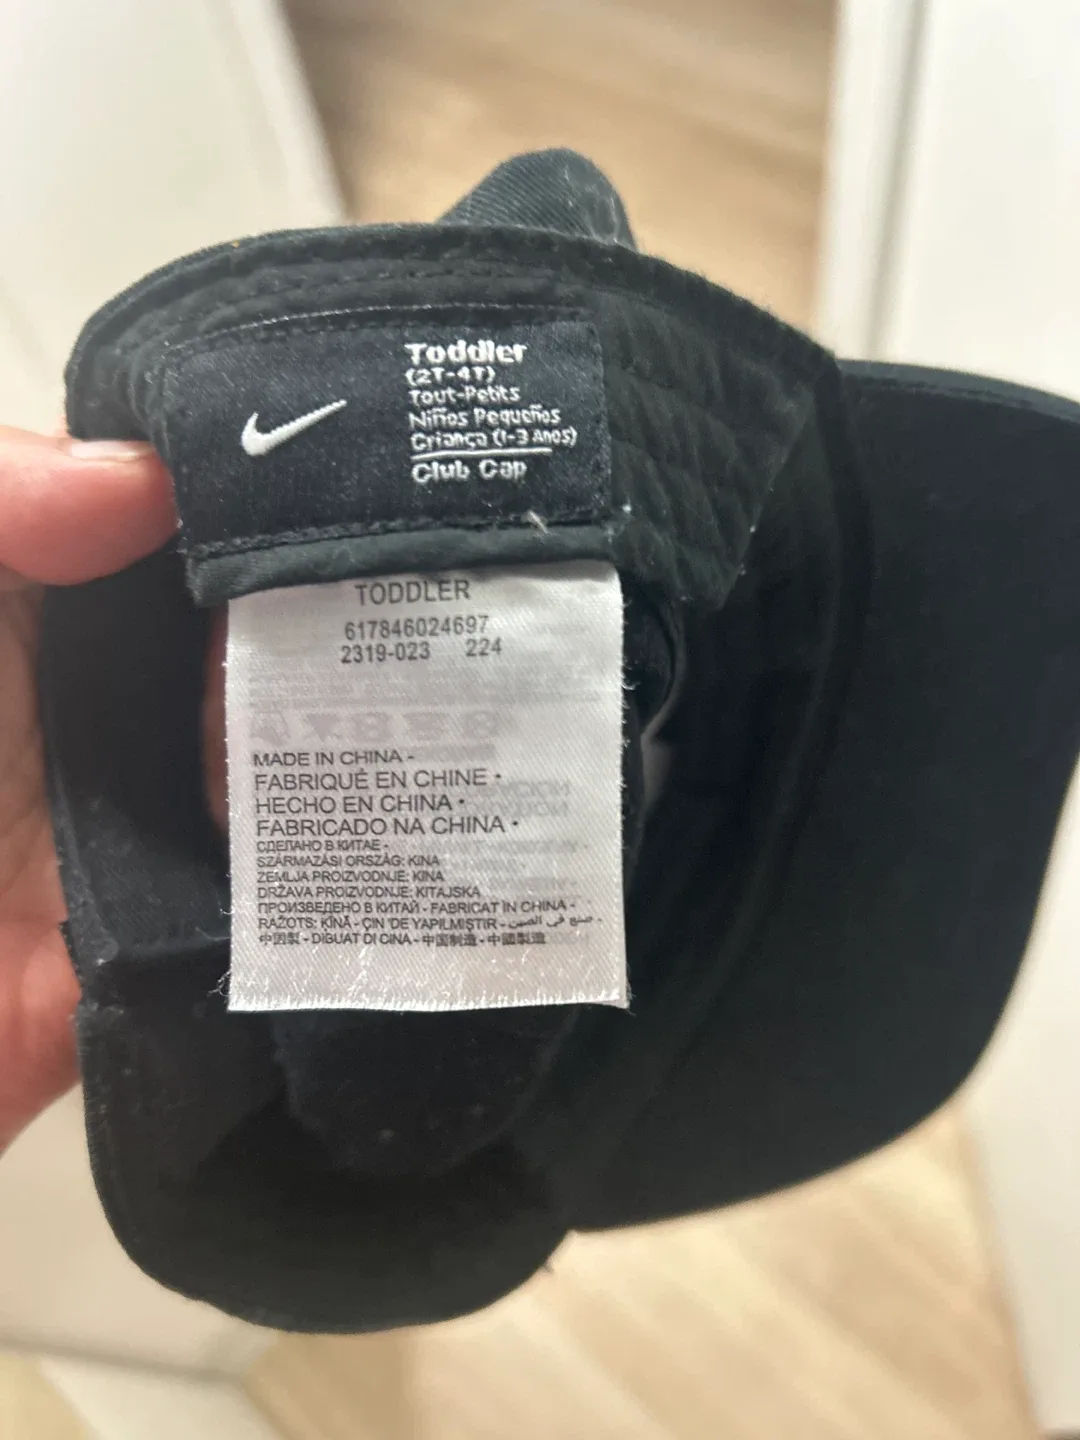 Toddler
(2T-4T)
Tout-Petits
Niños Pequeños
Criança (1-3 Anos)
Club Cap
TODDLER
617846024697
2319-023 224
MADE IN CHINA -
FABRIQUÉ EN CHINE •
HECHO EN CHINA •
FABRICADO NA CHINA •
СДЕЛАНО В КИТАЕ -
SZÁRMAZÁSI ORSZÁG: KINA
ZEMLJA PROIZVODNJE: KINA
DRŽAVA PROIZVODNJE: KITAJSKA
ПРОИЗВЕДЕНО В КИТАЙ - FABRICAT IN CHINA -
RAŽOTS: ĶĪNĀ - ÇIN 'DE YAPILMIŞTIR - صنع في الصين -
中国製 - DIBUAT DI CINA - 中国制造 - 中國製造